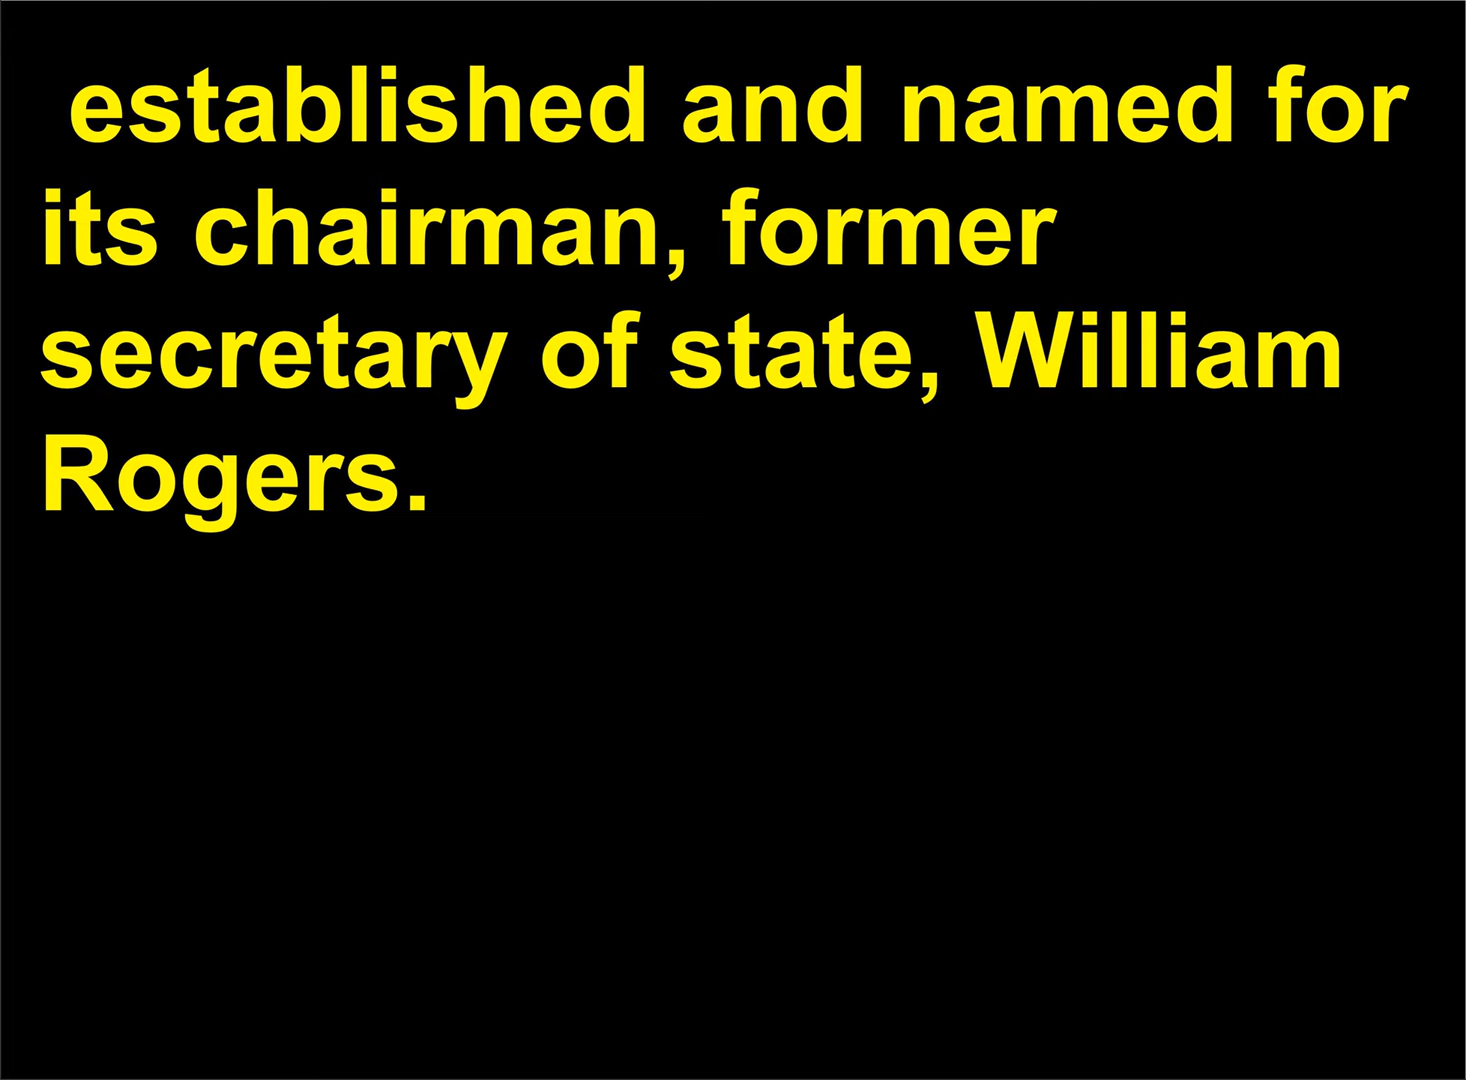 established and named for
its chairman, former
secretary of state, William
Rogers.